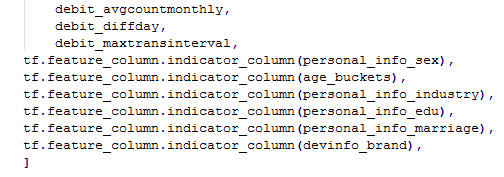 debit_avgcountmonthly,
debit_diffday,
debit_maxtransinterval,
tf.feature_column.indicator_column(personal_info_sex),
tf.feature_column.indicator_column(age_buckets),
tf.feature_column.indicator_column(personal_info_industry),
tf.feature_column.indicator_column(personal_info_edu),
tf.feature_column.indicator_column(personal_info_marriage),
tf.feature_column.indicator_column(devinfo_brand),
]